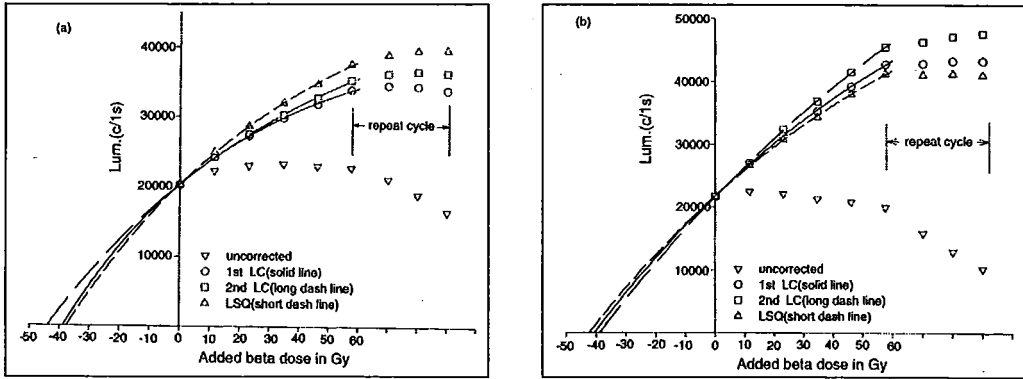 (a)
Lum.(c/1s)
40000
30000
20000
10000
repeat cycle
uncorrected
1st LC(solid line)
2nd LC(long dash line)
LSQ(short dash line)
-50 -40 -30 -20 -10 0 10 20 30 40 50 60
Added beta dose in Gy
(b)
Lum.(c/1s)
50000
40000
30000
20000
10000
repeat cycle
uncorrected
1st LC(solid line)
2nd LC(long dash line)
LSQ(short dash line)
-50 -40 -30 -20 -10 0 10 20 30 40 50 60
Added beta dose in Gy